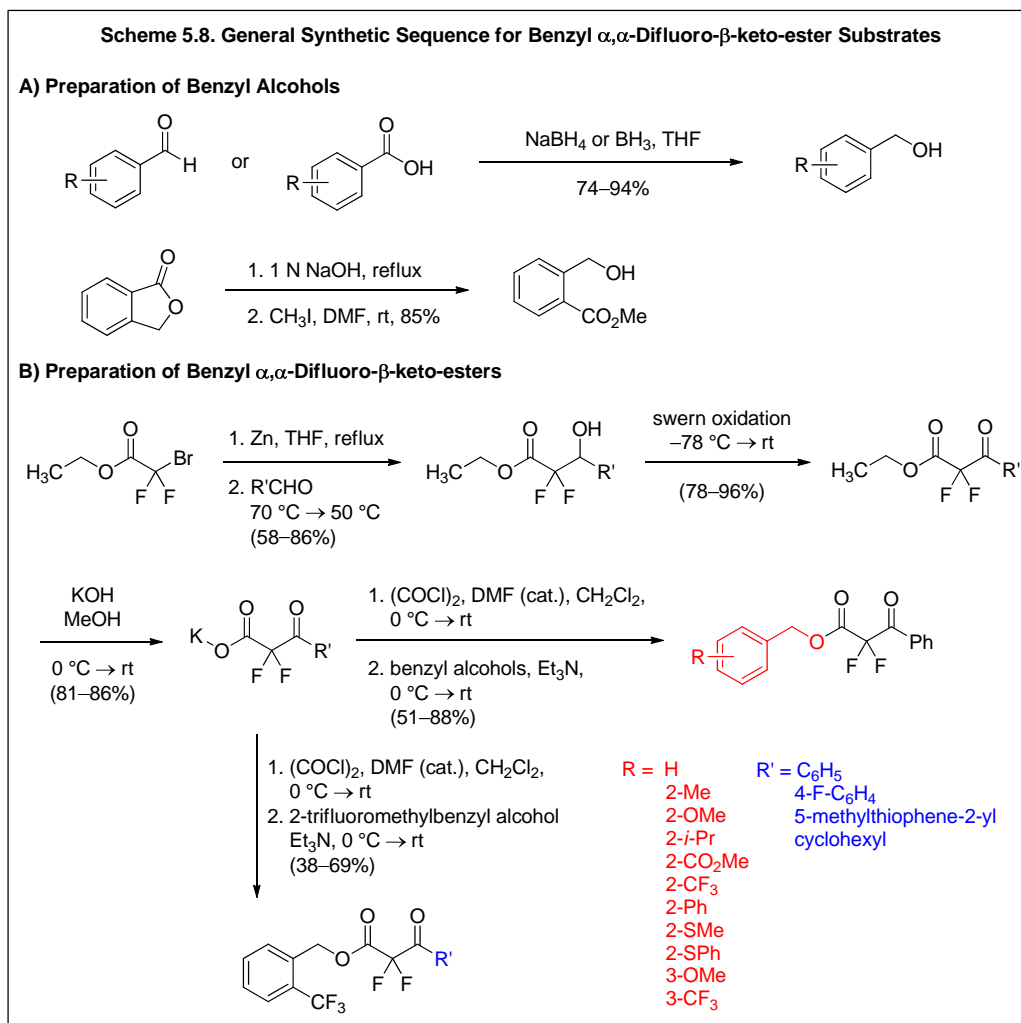 Scheme 5.8. General Synthetic Sequence for Benzyl α,α-Difluoro-β-keto-ester Substrates
A) Preparation of Benzyl Alcohols
O
H
R
or
O
OH
R
NaBH4 or BH3, THF
74–94%
OH
R
O
O
1. 1 N NaOH, reflux
2. CH3I, DMF, rt, 85%
OH
CO2Me
B) Preparation of Benzyl α,α-Difluoro-β-keto-esters
O
H3C O Br
F F
1. Zn, THF, reflux
2. R'CHO
70 °C → 50 °C
(58–86%)
O OH
H3C O R'
F F
swern oxidation
–78 °C → rt
(78–96%)
O O
H3C O R'
F F
KOH
MeOH
0 °C → rt
(81–86%)
O O
K O R'
F F
1. (COCl)2, DMF (cat.), CH2Cl2,
0 °C → rt
2. benzyl alcohols, Et3N,
0 °C → rt
(51–88%)
O O
R O Ph
F F
1. (COCl)2, DMF (cat.), CH2Cl2,
0 °C → rt
2. 2-trifluoromethylbenzyl alcohol
Et3N, 0 °C → rt
(38–69%)
R = H
2-Me
2-OMe
2-i-Pr
2-CO2Me
2-CF3
2-Ph
2-SMe
2-SPh
3-OMe
3-CF3
R' = C6H5
4-F-C6H4
5-methylthiophene-2-yl
cyclohexyl
O O
O R'
F F
CF3